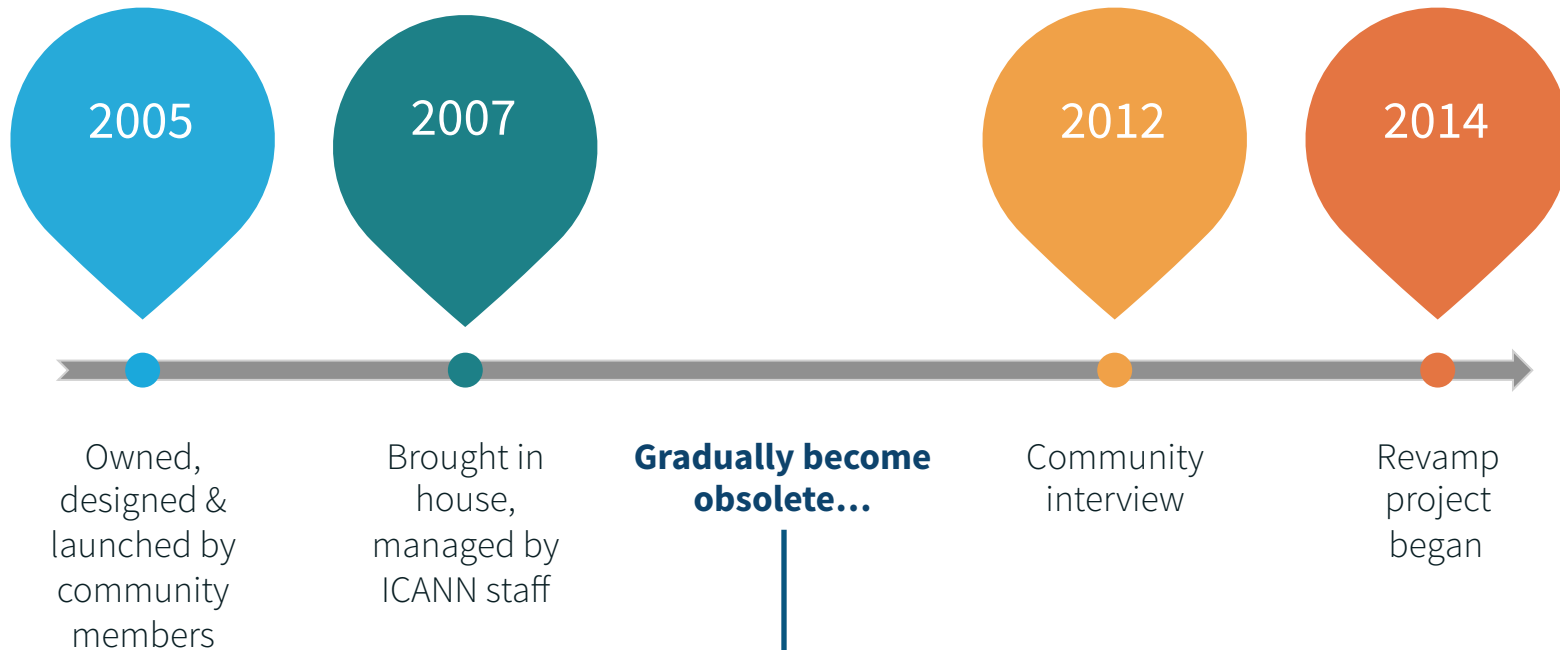 2005
2007
2012
2014
Owned,
designed &
launched by
community
members
Brought in
house,
managed by
ICANN staff
Gradually become
obsolete…
Community
interview
Revamp
project
began